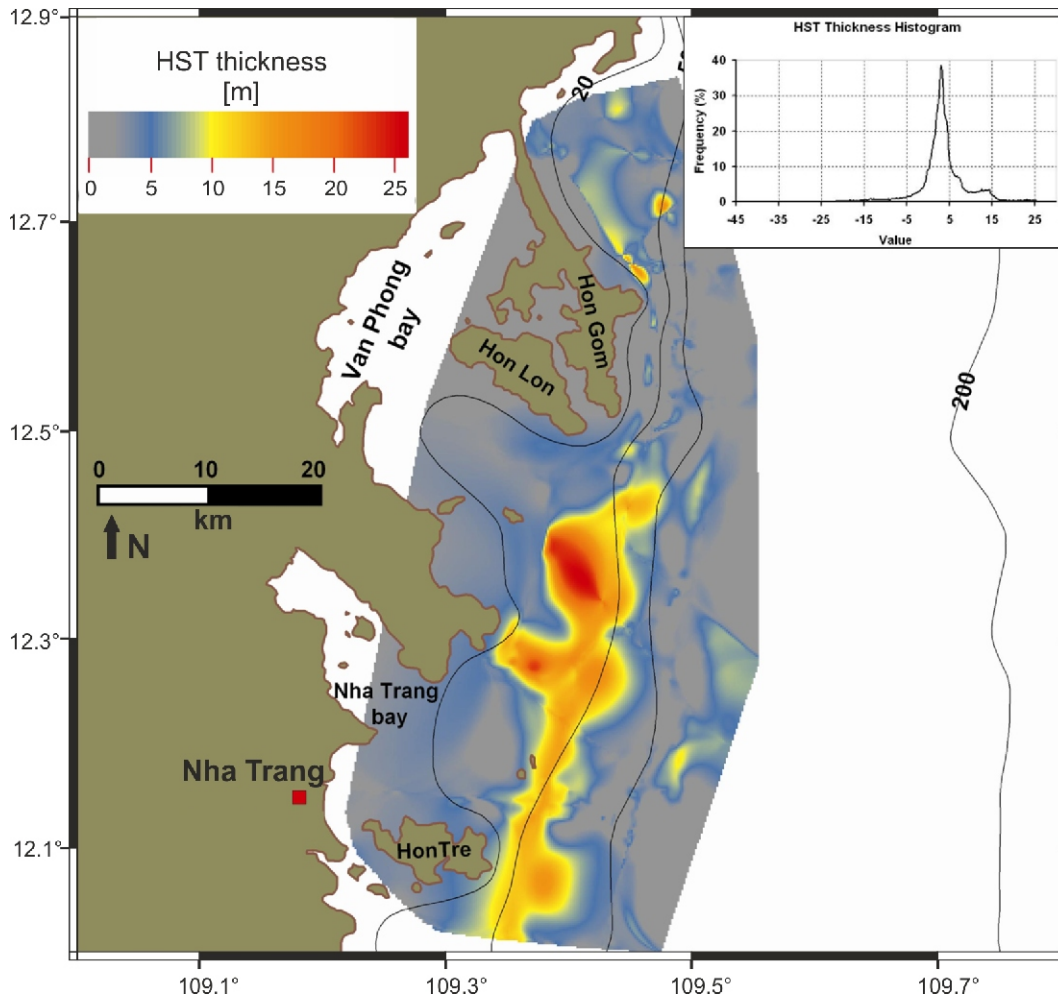 12.9°
12.7°
12.5°
12.3°
12.1°
HST thickness
[m]
0 5 10 15 20 25
HST Thickness Histogram
Frequency (%)
40
30
20
10
0
-45 -35 -25 -15 -5 5 15 25
Value
20
200
Van Phong
bay
Hon Gom
Hon Lon
0 10 20
km
N
Nha Trang
bay
Nha Trang
HonTre
109.1° 109.3° 109.5° 109.7°